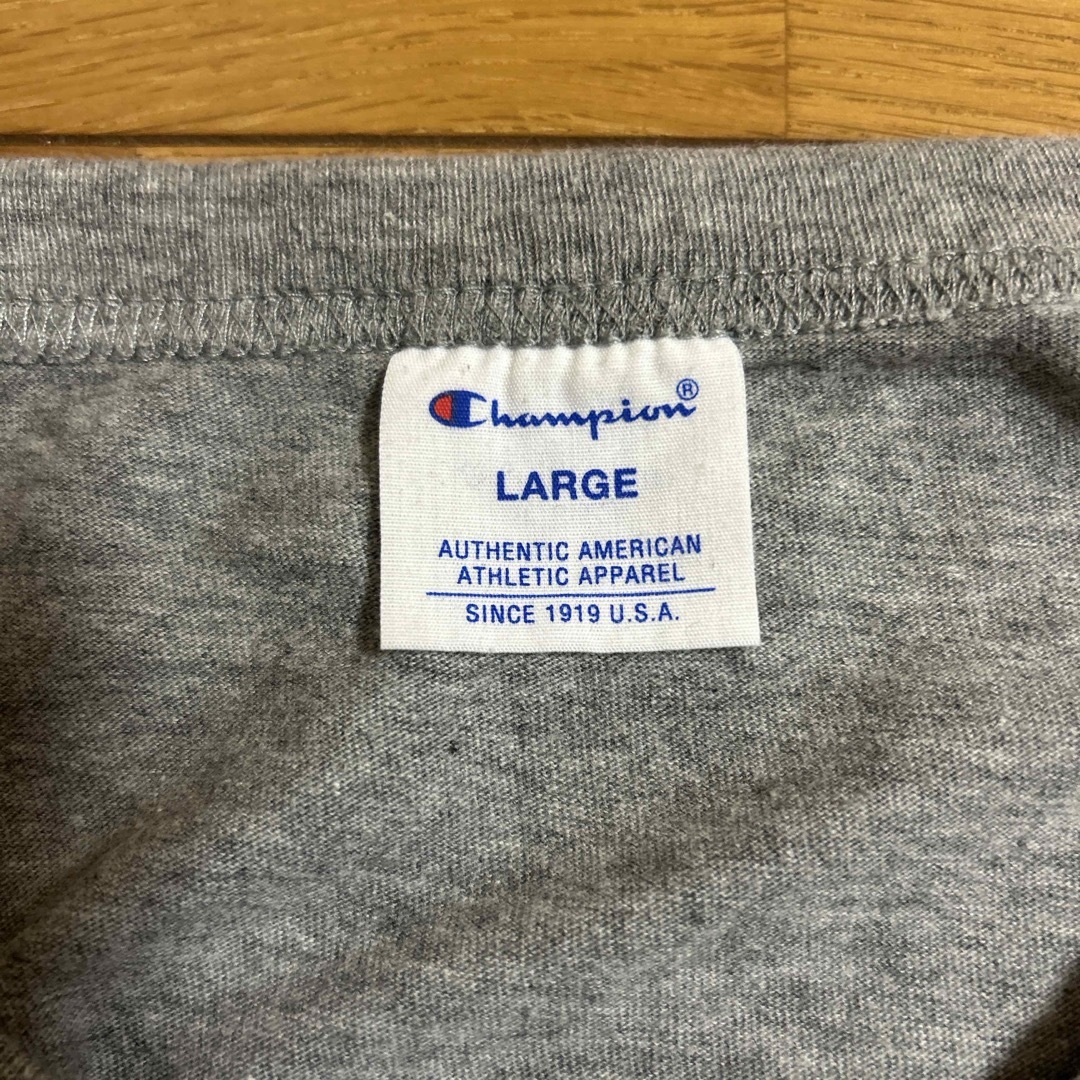 Champion®
LARGE
AUTHENTIC AMERICAN
ATHLETIC APPAREL
SINCE 1919 U.S.A.